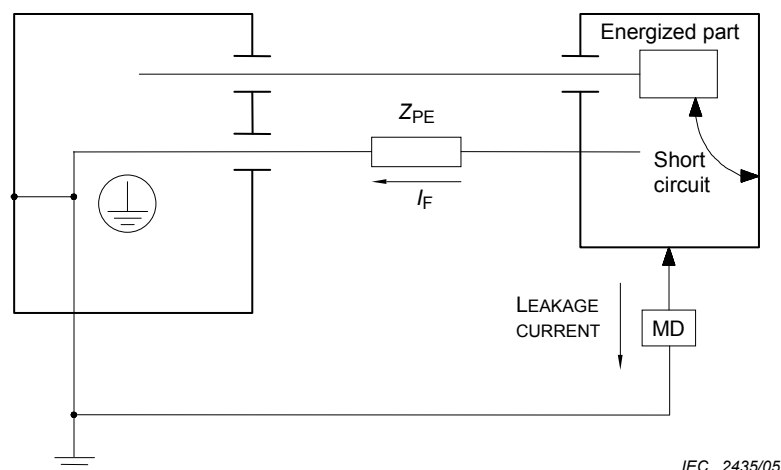 Energized part
ZPE
Short
circuit
IF
LEAKAGE
CURRENT
MD
IEC 2435/05